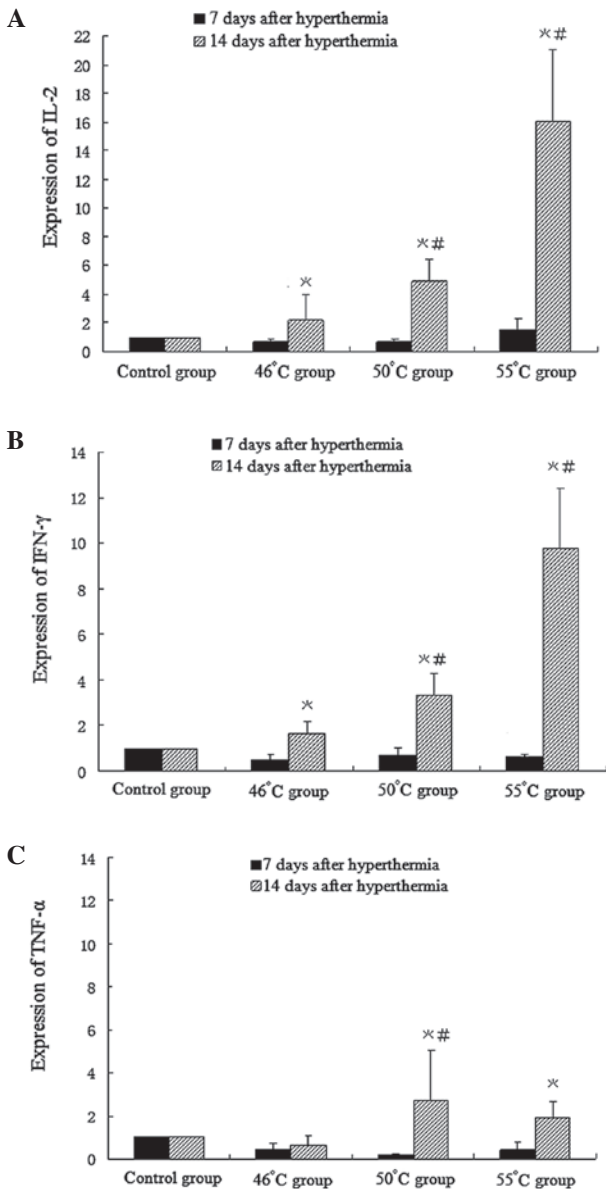 A
7 days after hyperthermia
14 days after hyperthermia
Expression of IL-2
22
20
18
16
14
12
10
8
6
4
2
0
*
*#
*#
Control group 46°C group 50°C group 55°C group
B
7 days after hyperthermia
14 days after hyperthermia
Expression of IFN-γ
14
12
10
8
6
4
2
0
*
*#
*#
Control group 46°C group 50°C group 55°C group
C
7 days after hyperthermia
14 days after hyperthermia
Expression of TNF-α
14
12
10
8
6
4
2
0
*#
*
Control group 46°C group 50°C group 55°C group